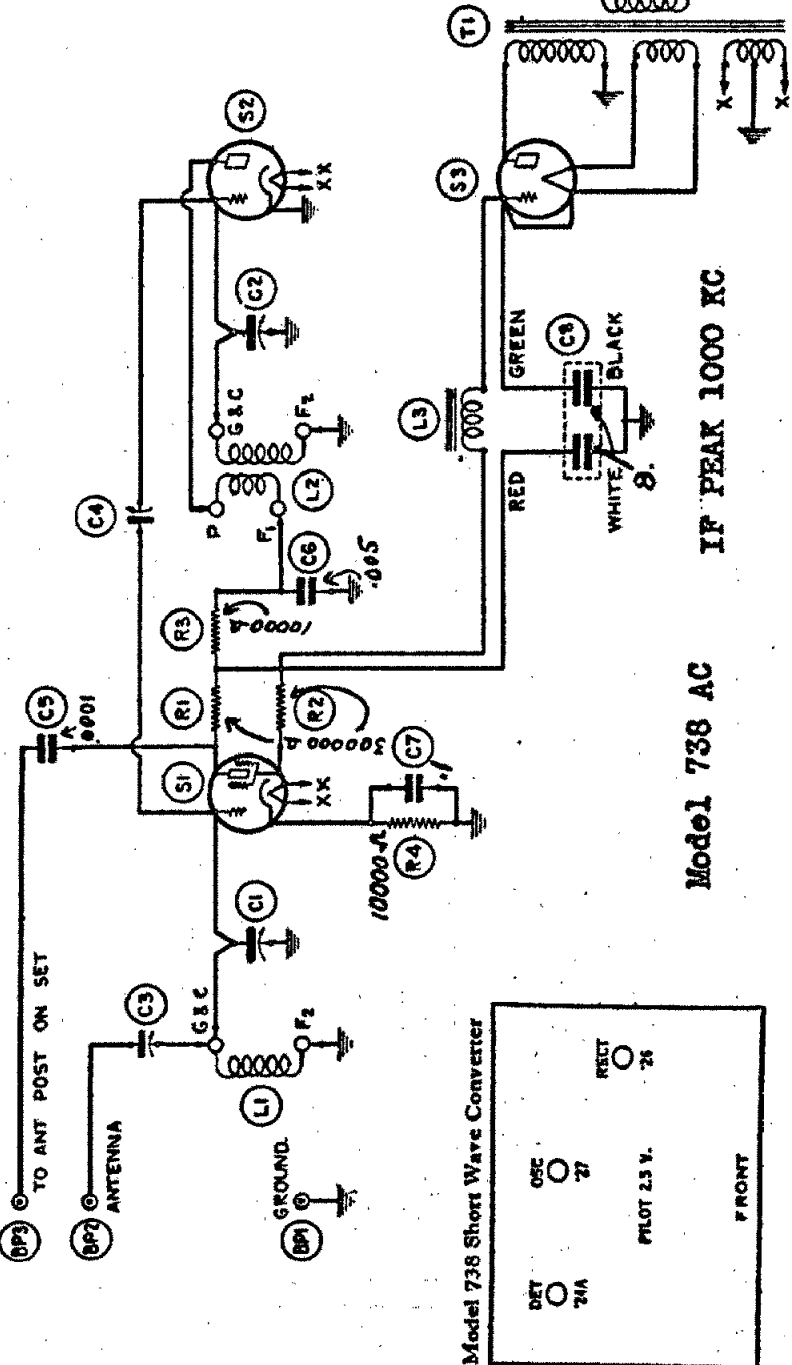 BP3
TO ANT POST ON SET
BP2
ANTENNA
GROUND.
BP1
C3
G & C
L1
F2
C1
C5
.0001
S1
XX
R1
R2
300000 Ω
R3
10000 Ω
R4
10000 Ω
C7
.1
C4
P
F1
C6
.005
L2
G & C
F2
C2
S2
XX
L3
RED
GREEN
WHITE
BLACK
C8
8.
S3
T1
X
X
Model 738 AC
IF PEAK 1000 KC
Model 738 Short Wave Converter
DET
'24A
OSC
'27
RECT
'26
PILOT 2.5 V.
FRONT